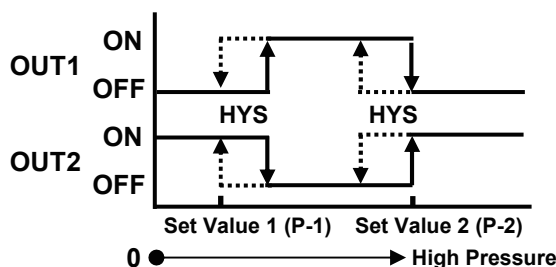 ON
OUT1
OFF
HYS HYS
ON
OUT2
OFF
Set Value 1 (P-1) Set Value 2 (P-2)
0 High Pressure